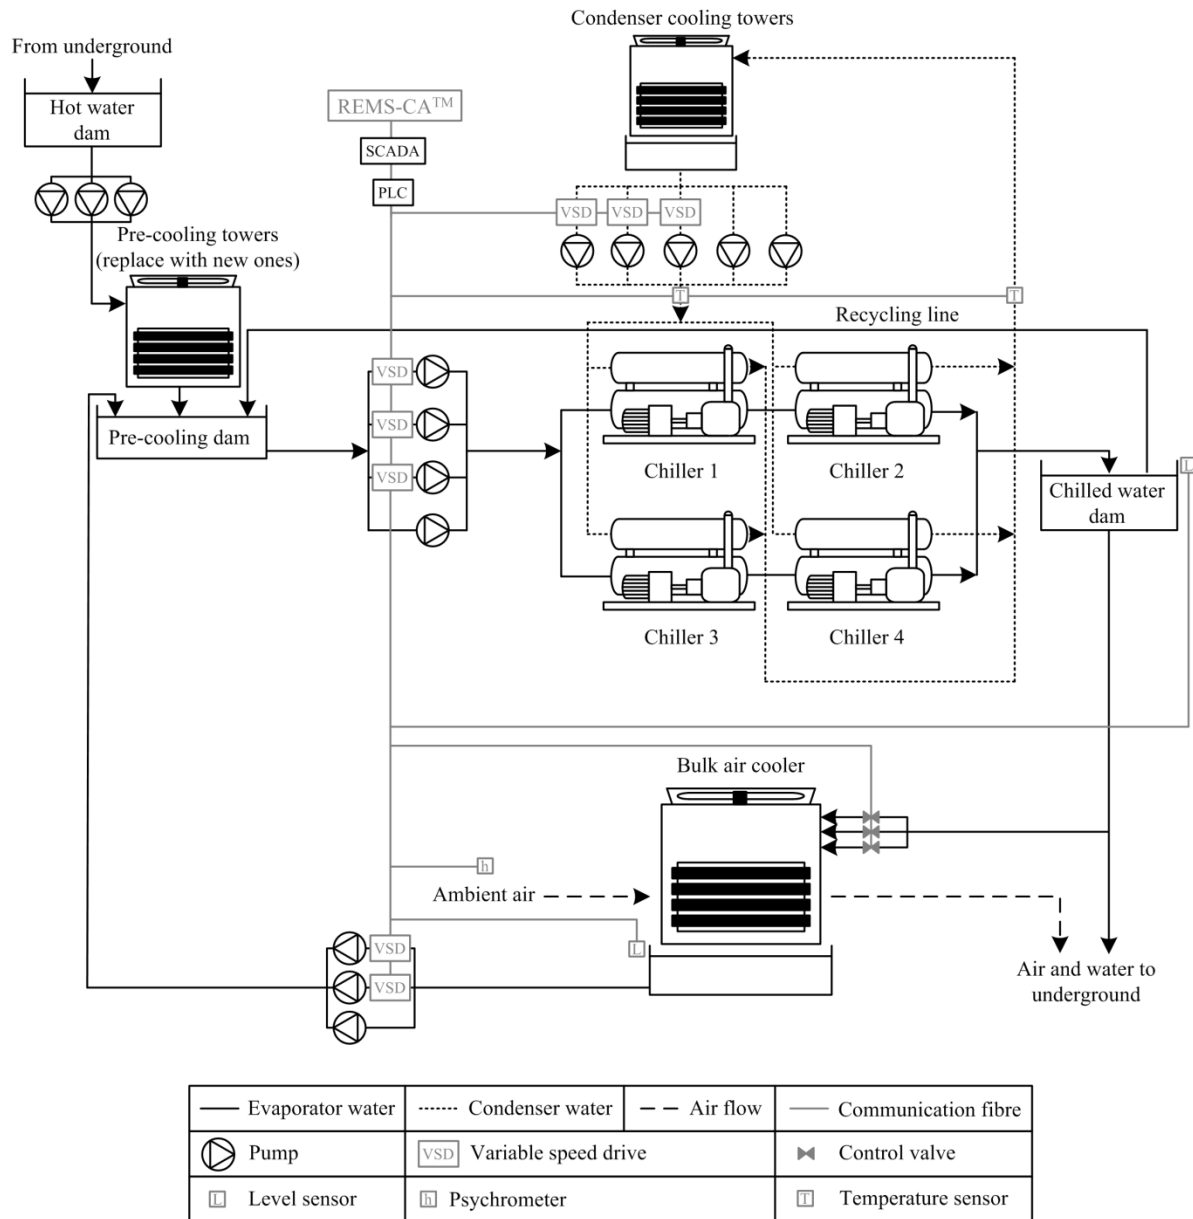 Condenser cooling towers
From underground
Hot water
dam
REMS-CA™
SCADA
PLC
VSD
VSD
VSD
Pre-cooling towers
(replace with new ones)
T
T
Recycling line
VSD
VSD
VSD
Pre-cooling dam
Chiller 1
Chiller 2
L
Chilled water
dam
Chiller 3
Chiller 4
Bulk air cooler
h
Ambient air
L
VSD
VSD
Air and water to
underground
Evaporator water
Condenser water
Air flow
Communication fibre
Pump
VSD
Variable speed drive
Control valve
L
Level sensor
h
Psychrometer
T
Temperature sensor